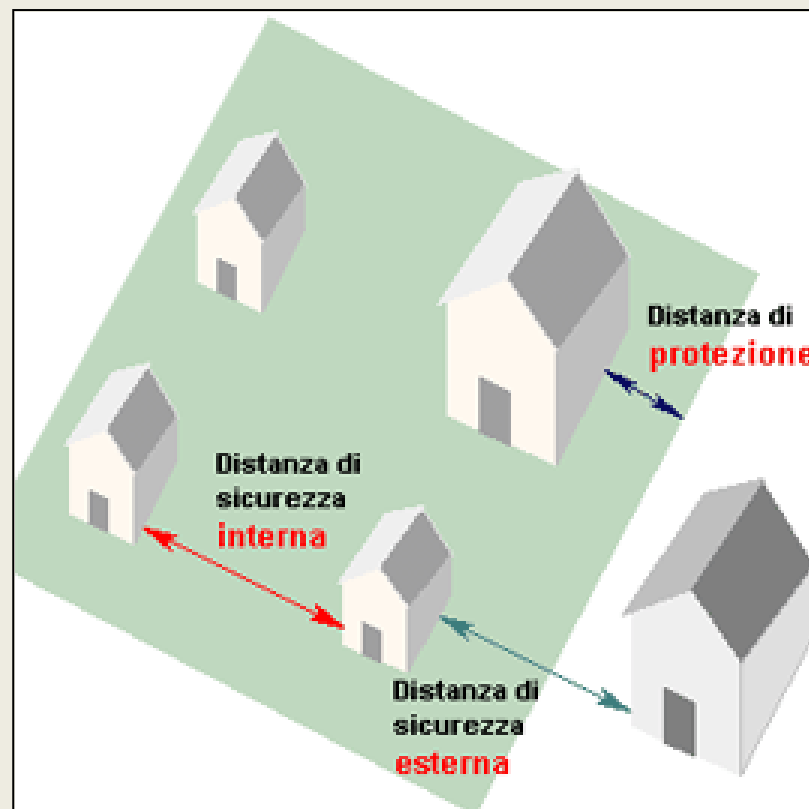 Distanza di
protezione
Distanza di
sicurezza
interna
Distanza di
sicurezza
esterna